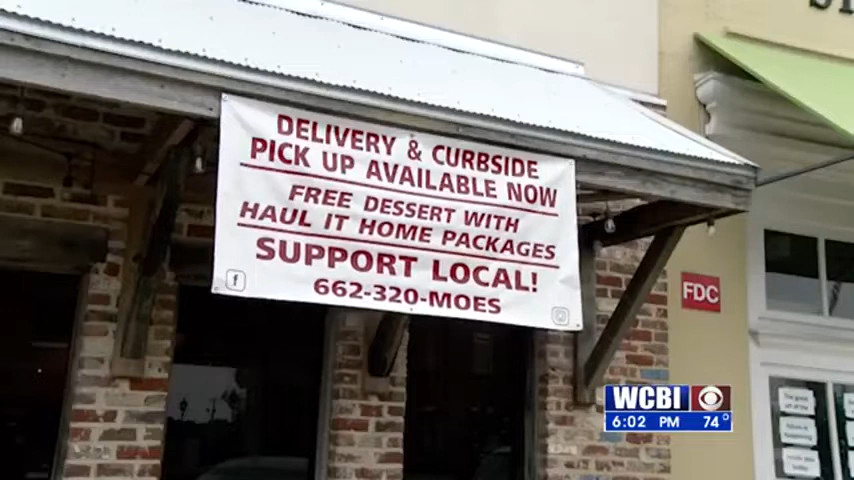 DELIVERY & CURBSIDE
PICK UP AVAILABLE NOW
FREE DESSERT WITH
HAUL IT HOME PACKAGES
SUPPORT LOCAL!
662-320-MOES
f
FDC
WCBI
6:02 PM 74°